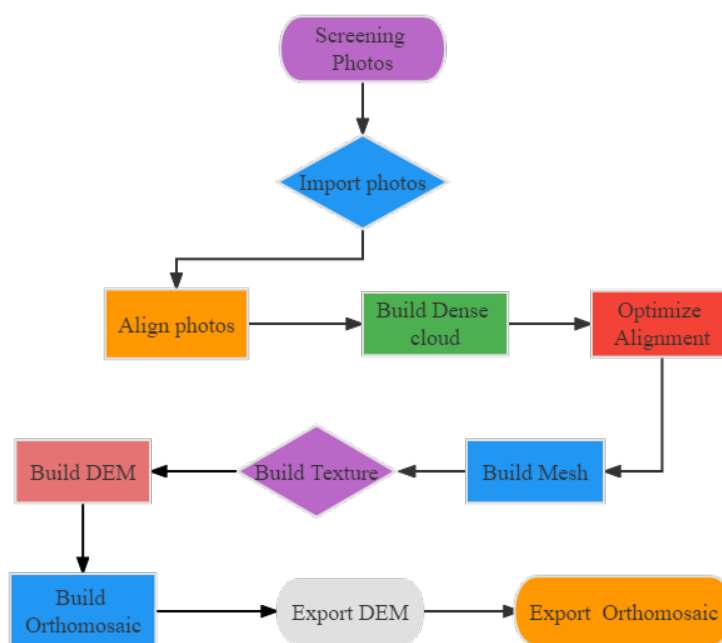 Screening
Photos
Import photos
Align photos
Build Dense
cloud
Optimize
Alignment
Build Mesh
Build Texture
Build DEM
Build
Orthomosaic
Export DEM
Export Orthomosaic